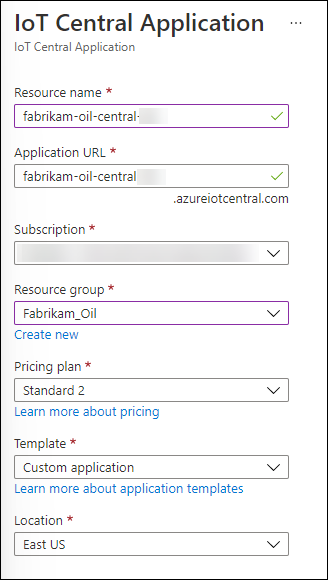 IoT Central Application ...
IoT Central Application
Resource name *
fabrikam-oil-central-
Application URL *
fabrikam-oil-central
.azureiotcentral.com
Subscription *
Resource group *
Fabrikam_Oil
Create new
Pricing plan *
Standard 2
Learn more about pricing
Template *
Custom application
Learn more about application templates
Location *
East US